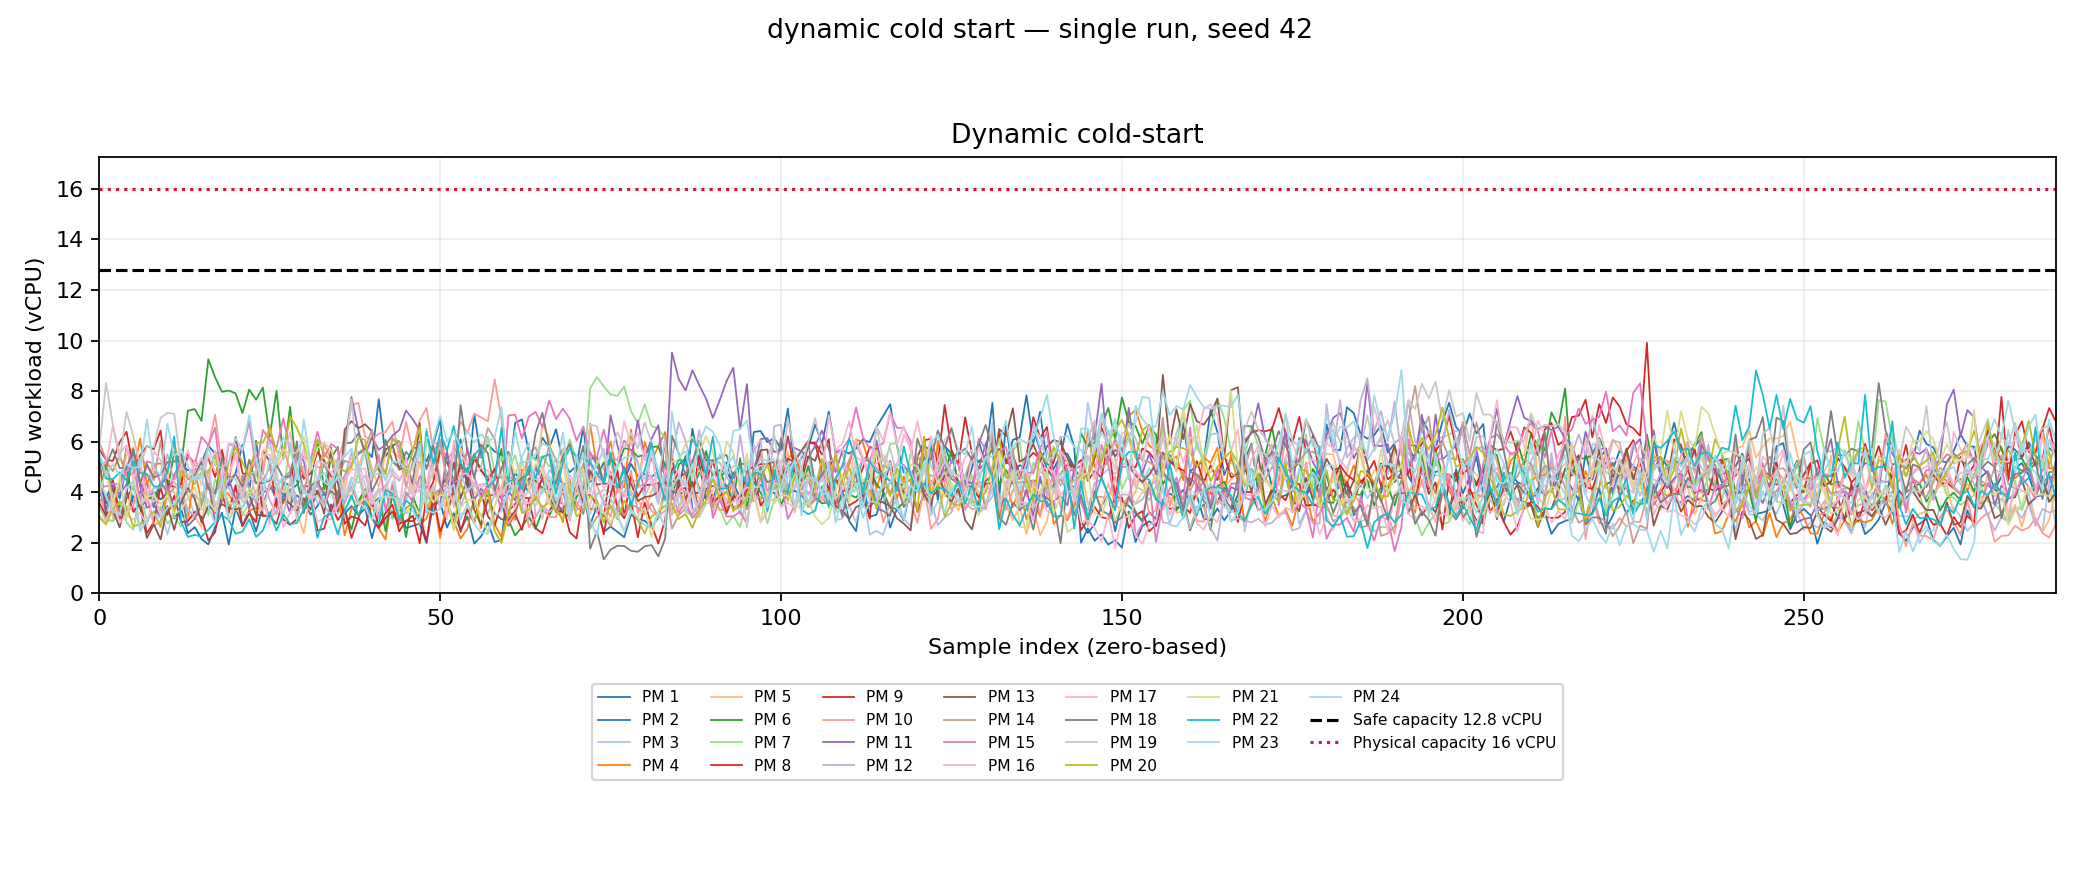 dynamic cold start — single run, seed 42
Dynamic cold-start
CPU workload (vCPU)
16
14
12
10
8
6
4
2
0
0 50 100 150 200 250
Sample index (zero-based)
PM 1 PM 5 PM 9 PM 13 PM 17 PM 21 PM 24
PM 2 PM 6 PM 10 PM 14 PM 18 PM 22 Safe capacity 12.8 vCPU
PM 3 PM 7 PM 11 PM 15 PM 19 PM 23 Physical capacity 16 vCPU
PM 4 PM 8 PM 12 PM 16 PM 20